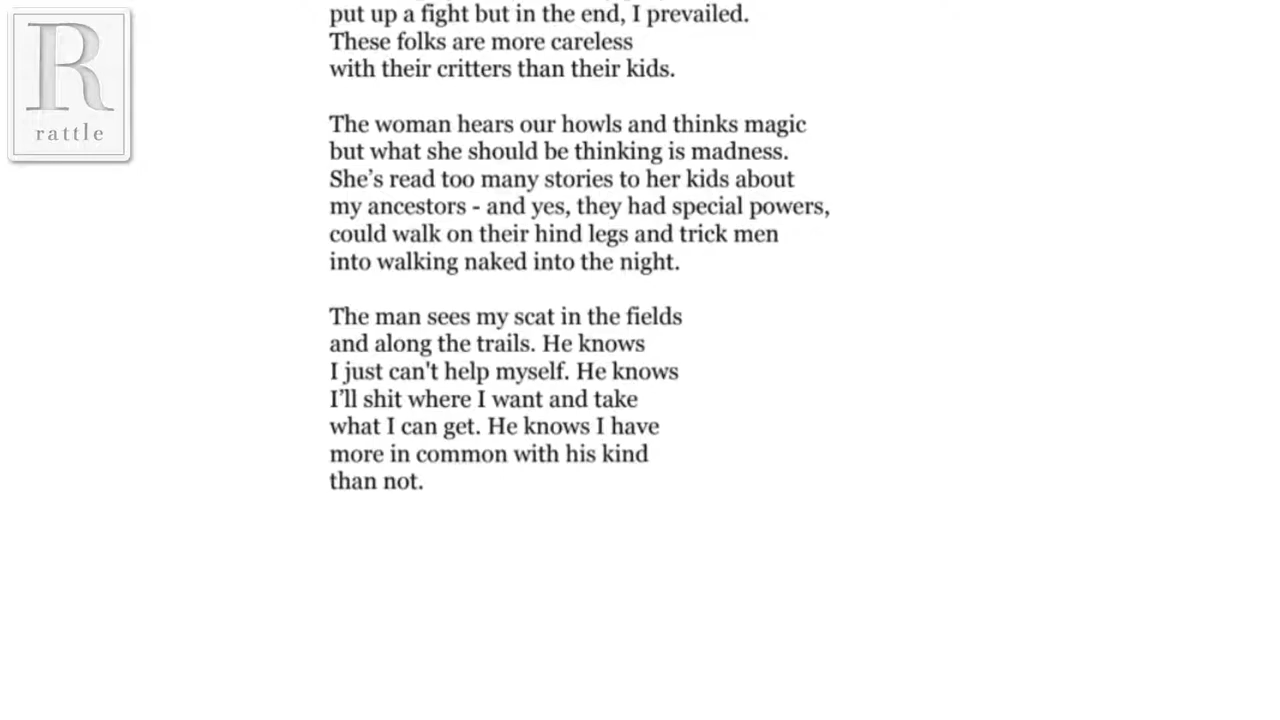 R
rattle
put up a fight but in the end, I prevailed.
These folks are more careless
with their critters than their kids.
The woman hears our howls and thinks magic
but what she should be thinking is madness.
She’s read too many stories to her kids about
my ancestors - and yes, they had special powers,
could walk on their hind legs and trick men
into walking naked into the night.
The man sees my scat in the fields
and along the trails. He knows
I just can't help myself. He knows
I’ll shit where I want and take
what I can get. He knows I have
more in common with his kind
than not.